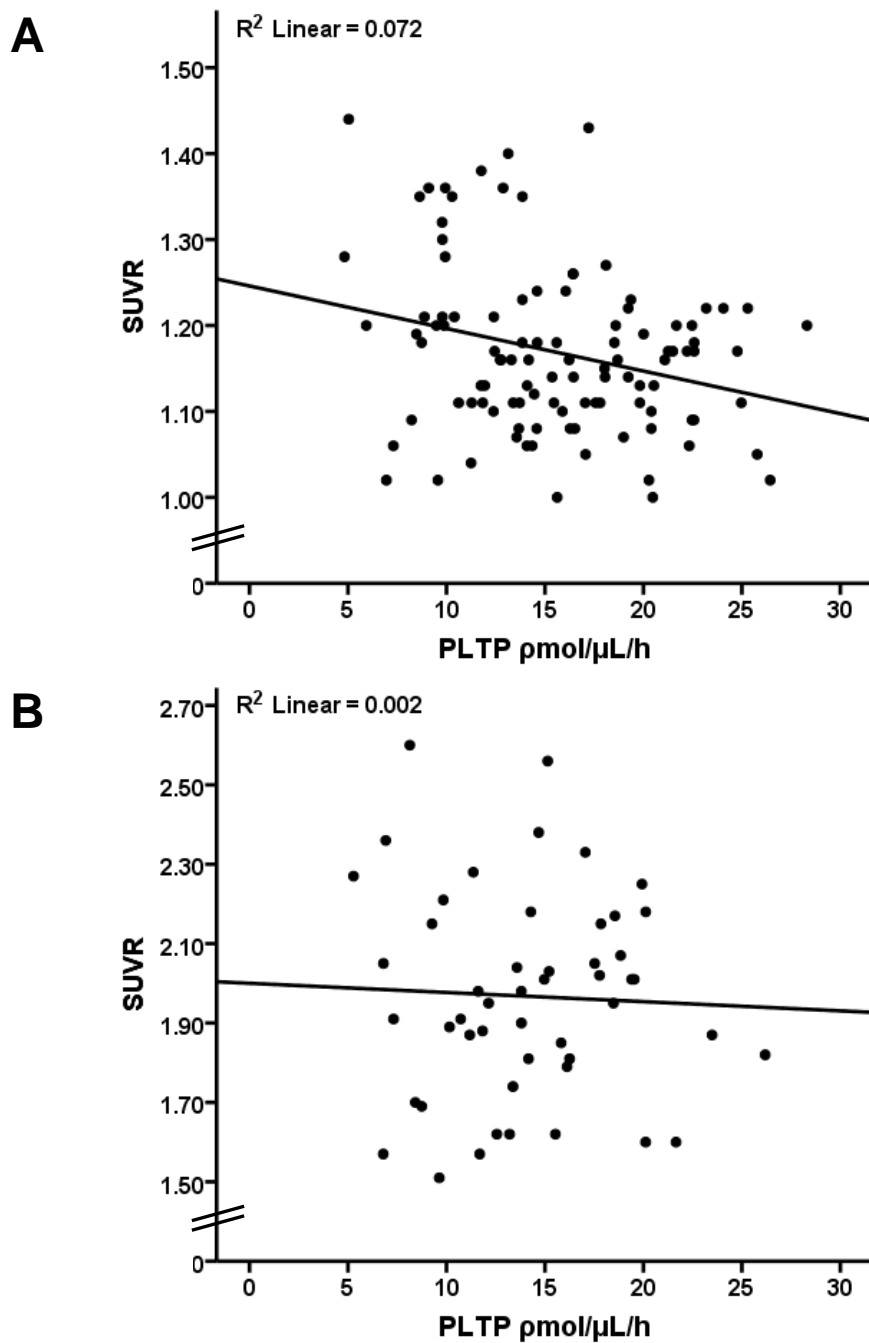 A
R² Linear = 0.072
SUVR
1.50
1.40
1.30
1.20
1.10
1.00
0
0 5 10 15 20 25 30
PLTP ρmol/µL/h
B
R² Linear = 0.002
SUVR
2.70
2.50
2.30
2.10
1.90
1.70
1.50
0
0 5 10 15 20 25 30
PLTP ρmol/µL/h